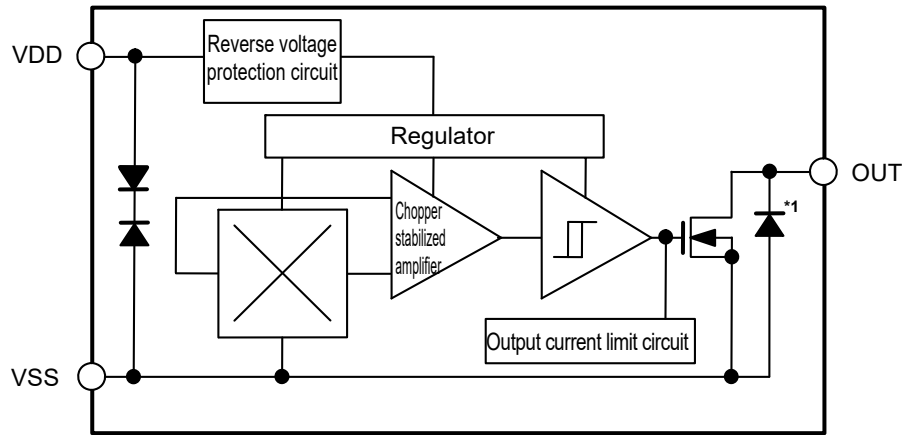 VDD
Reverse voltage
protection circuit
Regulator
OUT
*1
Chopper
stabilized
amplifier
Output current limit circuit
VSS